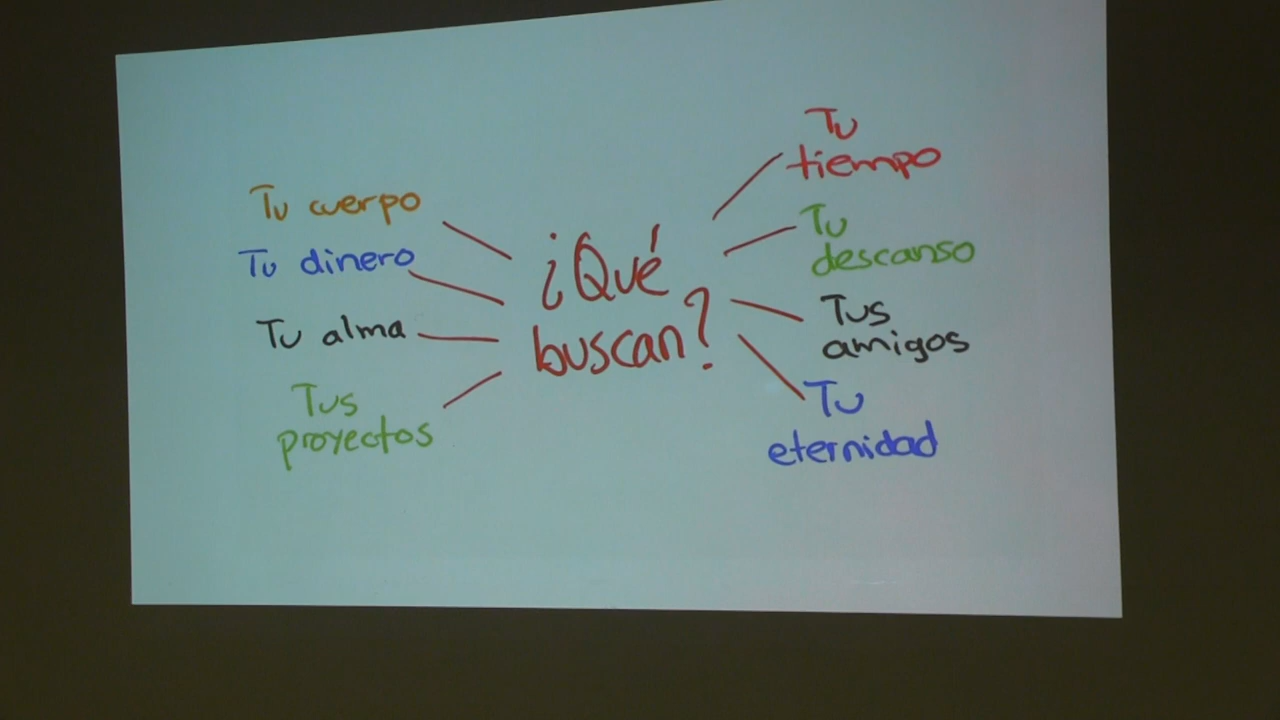 Tu cuerpo
Tu dinero
Tu alma
Tus
proyectos
¿Qué
buscan?
Tu
tiempo
Tu
descanso
Tus
amigos
Tu
eternidad